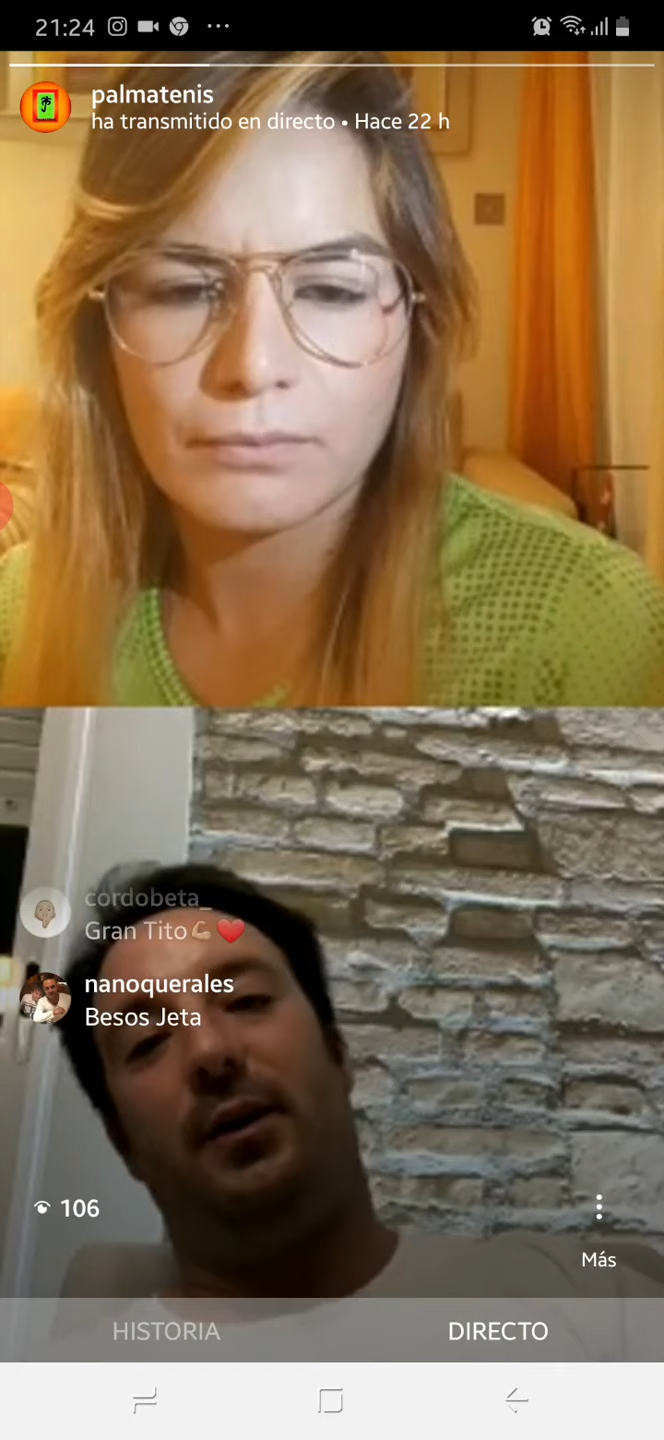 21:24
palmatenis
ha transmitido en directo • Hace 22 h
cordobeta_
Gran Tito💪🏼❤️
nanoquerales
Besos Jeta
106
Más
HISTORIA
DIRECTO